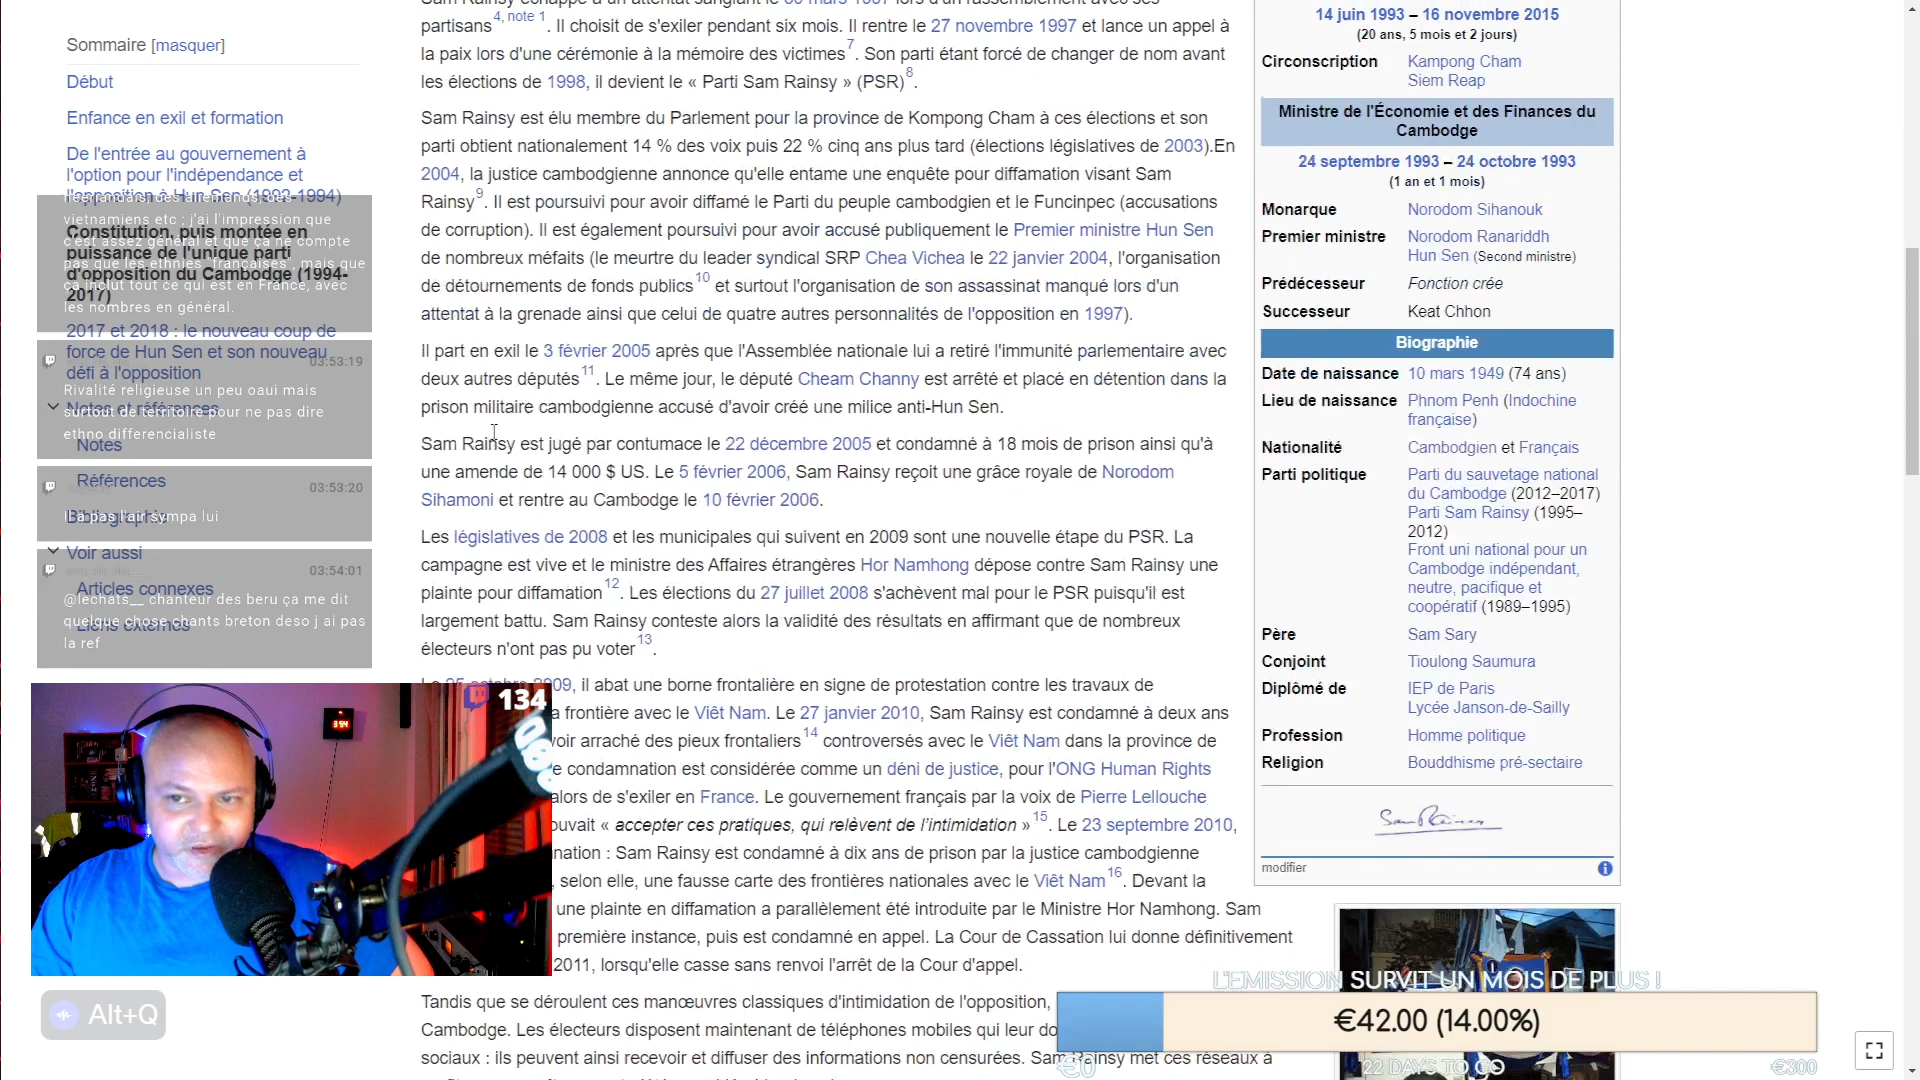 partisans4, note 1. Il choisit de s'exiler pendant six mois. Il rentre le 27 novembre 1997 et lance un appel à
la paix lors d'une cérémonie à la mémoire des victimes7. Son parti étant forcé de changer de nom avant
les élections de 1998, il devient le « Parti Sam Rainsy » (PSR)8.
Sam Rainsy est élu membre du Parlement pour la province de Kompong Cham à ces élections et son
parti obtient nationalement 14 % des voix puis 22 % cinq ans plus tard (élections législatives de 2003).En
2004, la justice cambodgienne annonce qu'elle entame une enquête pour diffamation visant Sam
Rainsy9. Il est poursuivi pour avoir diffamé le Parti du peuple cambodgien et le Funcinpec (accusations
de corruption). Il est également poursuivi pour avoir accusé publiquement le Premier ministre Hun Sen
de nombreux méfaits (le meurtre du leader syndical SRP Chea Vichea le 22 janvier 2004, l'organisation
de détournements de fonds publics10 et surtout l'organisation de son assassinat manqué lors d'un
attentat à la grenade ainsi que celui de quatre autres personnalités de l'opposition en 1997).
Il part en exil le 3 février 2005 après que l'Assemblée nationale lui a retiré l'immunité parlementaire avec
deux autres députés11. Le même jour, le député Cheam Channy est arrêté et placé en détention dans la
prison militaire cambodgienne accusé d'avoir créé une milice anti-Hun Sen.
Sam Rainsy est jugé par contumace le 22 décembre 2005 et condamné à 18 mois de prison ainsi qu'à
une amende de 14 000 $ US. Le 5 février 2006, Sam Rainsy reçoit une grâce royale de Norodom
Sihamoni et rentre au Cambodge le 10 février 2006.
Les législatives de 2008 et les municipales qui suivent en 2009 sont une nouvelle étape du PSR. La
campagne est vive et le ministre des Affaires étrangères Hor Namhong dépose contre Sam Rainsy une
plainte pour diffamation12. Les élections du 27 juillet 2008 s'achèvent mal pour le PSR puisqu'il est
largement battu. Sam Rainsy conteste alors la validité des résultats en affirmant que de nombreux
électeurs n'ont pas pu voter13.
Le 25 octobre 2009, il abat une borne frontalière en signe de protestation contre les travaux de
a frontière avec le Viêt Nam. Le 27 janvier 2010, Sam Rainsy est condamné à deux ans
voir arraché des pieux frontaliers14 controversés avec le Viêt Nam dans la province de
e condamnation est considérée comme un déni de justice, pour l'ONG Human Rights
alors de s'exiler en France. Le gouvernement français par la voix de Pierre Lellouche
ouvait « accepter ces pratiques, qui relèvent de l'intimidation »15. Le 23 septembre 2010,
nation : Sam Rainsy est condamné à dix ans de prison par la justice cambodgienne
, selon elle, une fausse carte des frontières nationales avec le Viêt Nam16. Devant la
une plainte en diffamation a parallèlement été introduite par le Ministre Hor Namhong. Sam
première instance, puis est condamné en appel. La Cour de Cassation lui donne définitivement
2011, lorsqu'elle casse sans renvoi l'arrêt de la Cour d'appel.
Tandis que se déroulent ces manœuvres classiques d'intimidation de l'opposition,
Cambodge. Les électeurs disposent maintenant de téléphones mobiles qui leur do
sociaux : ils peuvent ainsi recevoir et diffuser des informations non censurées. Sam Rainsy met ces réseaux à
Sommaire [masquer]
Début
Enfance en exil et formation
De l'entrée au gouvernement à
l'option pour l'indépendance et
l'opposition à Hun Sen (1992-1994)
Constitution, puis montée en
puissance de l'unique parti
d'opposition du Cambodge (1994-
2017)
2017 et 2018 : le nouveau coup de
force de Hun Sen et son nouveau
défi à l'opposition
Notes et références
Notes
Références
Bibliographie
Voir aussi
Articles connexes
Liens externes
néerlandais, des allemands, des
vietnamiens etc : j'ai l'impression que
c'est assez général et que ça ne compte
pas que les ethnies "françaises", mais que
ça inclut tout ce qui est en France, avec
les nombres en général.
03:53:19
Rivalité religieuse un peu oaui mais
surtout de territoire pour ne pas dire
ethno differencialiste
03:53:20
Il a pas l'air sympa lui
03:54:01
@lechats__ chanteur des beru ça me dit
quelque chose chants breton deso j ai pas
la ref
134
354
Alt+Q
14 juin 1993 – 16 novembre 2015
(20 ans, 5 mois et 2 jours)
Circonscription Kampong Cham
Siem Reap
Ministre de l'Économie et des Finances du
Cambodge
24 septembre 1993 – 24 octobre 1993
(1 an et 1 mois)
Monarque Norodom Sihanouk
Premier ministre Norodom Ranariddh
Hun Sen (Second ministre)
Prédécesseur Fonction crée
Successeur Keat Chhon
Biographie
Date de naissance 10 mars 1949 (74 ans)
Lieu de naissance Phnom Penh (Indochine
française)
Nationalité Cambodgien et Français
Parti politique Parti du sauvetage national
du Cambodge (2012–2017)
Parti Sam Rainsy (1995–
2012)
Front uni national pour un
Cambodge indépendant,
neutre, pacifique et
coopératif (1989–1995)
Père Sam Sary
Conjoint Tioulong Saumura
Diplômé de IEP de Paris
Lycée Janson-de-Sailly
Profession Homme politique
Religion Bouddhisme pré-sectaire
Sam Rainsy
modifier
L'EMISSION SURVIT UN MOIS DE PLUS !
€42.00 (14.00%)
€0
22 DAYS TO GO
€300